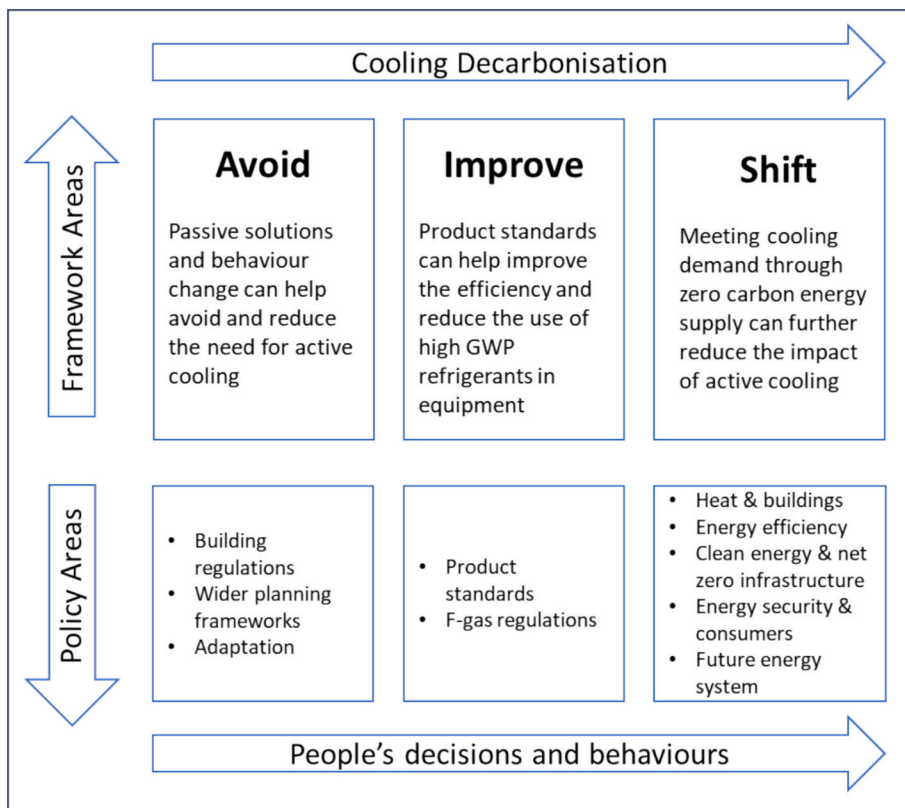 Cooling Decarbonisation
Framework Areas
Avoid
Passive solutions
and behaviour
change can help
avoid and reduce
the need for active
cooling
Improve
Product standards
can help improve
the efficiency and
reduce the use of
high GWP
refrigerants in
equipment
Shift
Meeting cooling
demand through
zero carbon energy
supply can further
reduce the impact
of active cooling
Policy Areas
• Building
regulations
• Wider planning
frameworks
• Adaptation
• Product
standards
• F-gas regulations
• Heat & buildings
• Energy efficiency
• Clean energy & net
zero infrastructure
• Energy security &
consumers
• Future energy
system
People’s decisions and behaviours